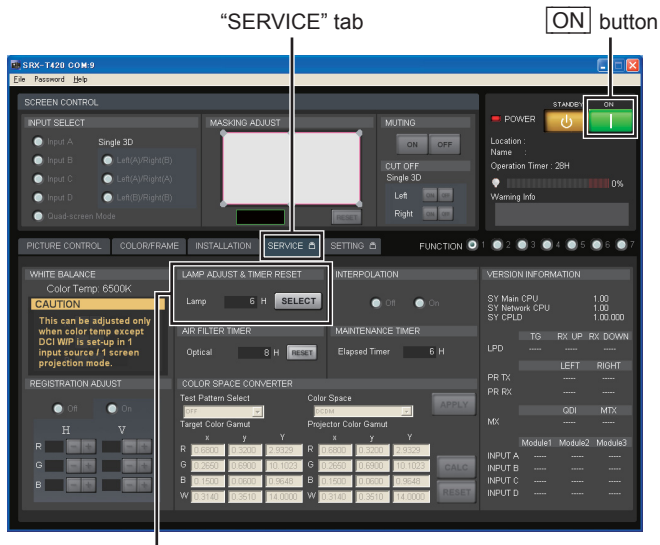 “SERVICE” tab
ON button
SRX-T420 COM:9
File Password Help
SCREEN CONTROL
STANDBY ON
INPUT SELECT MASKING ADJUST MUTING
POWER
Input A Single 3D
ON OFF
Location :
Name :
Input B Left(A)/Right(B)
CUT OFF
Operation Timer : 28H
Input C Left(A)/Right(A)
Single 3D
0%
Input D Left(B)/Right(B)
Left ON OFF
Warning Info
Quad-screen Mode
RESET
Right ON OFF
PICTURE CONTROL COLOR/FRAME INSTALLATION SERVICE SETTING FUNCTION 1 2 3 4 5 6 7
WHITE BALANCE LAMP ADJUST & TIMER RESET INTERPOLATION VERSION INFORMATION
Color Temp: 6500K
CAUTION
Lamp 6 H SELECT
Off On
SY Main CPU 1.00
SY Network CPU 1.00
SY CPLD 1.00.000
This can be adjusted only
when color temp except
DCI W/P is set-up in 1
input source / 1 screen
projection mode.
AIR FILTER TIMER MAINTENANCE TIMER
TG RX UP RX DOWN
Optical 8 H RESET Elapsed Timer 6 H
LPD ----- ----- -----
LEFT RIGHT
REGISTRATION ADJUST COLOR SPACE CONVERTER
PR TX ----- -----
PR RX ----- -----
Off On
Test Pattern Select Color Space
OFF DCDM APPLY
QDI MTX
H V
Target Color Gamut Projector Color Gamut
MX ----- -----
x y Y x y Y
R - + - + R 0.6800 0.3200 2.9329 R 0.6800 0.3200 2.9329
Module1 Module2 Module3
G - + - + G 0.2650 0.6900 10.1023 G 0.2650 0.6900 10.1023 CALC
INPUT A ----- ----- -----
INPUT B ----- ----- -----
B - + - + B 0.1500 0.0600 0.9648 B 0.1500 0.0600 0.9648
INPUT C ----- ----- -----
W 0.3140 0.3510 14.0000 W 0.3140 0.3510 14.0000 RESET
INPUT D ----- ----- -----